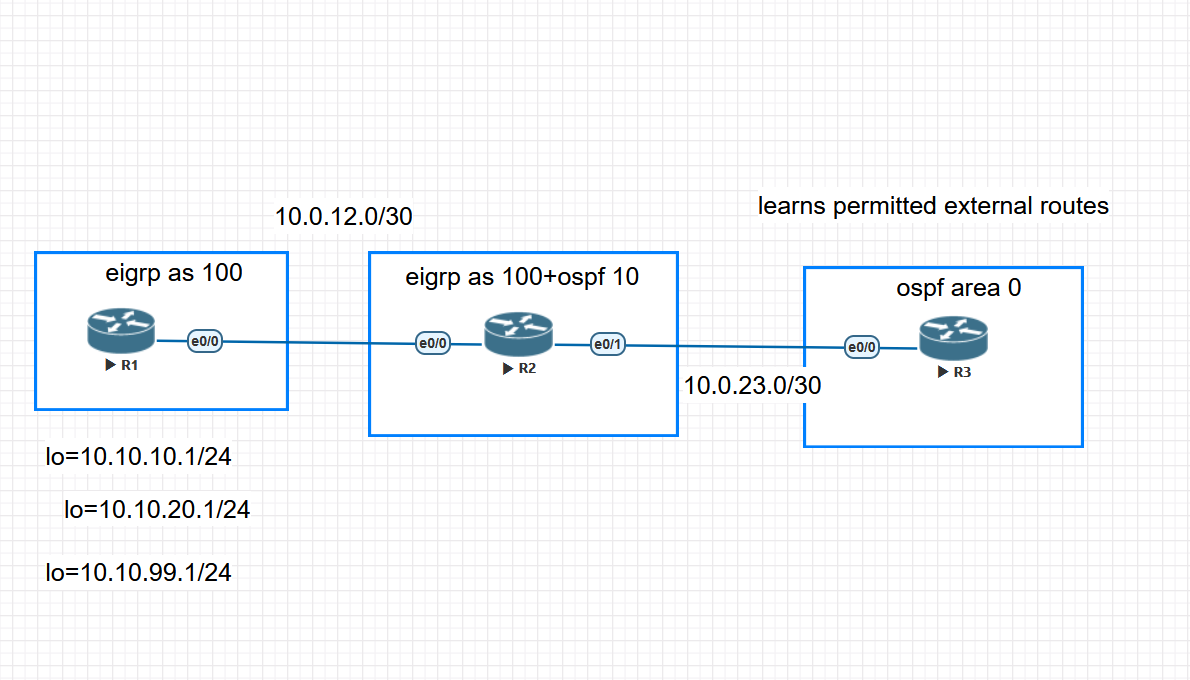 learns permitted external routes
10.0.12.0/30
eigrp as 100
eigrp as 100+ospf 10
ospf area 0
e0/0
R1
e0/0
e0/1
R2
e0/0
R3
10.0.23.0/30
lo=10.10.10.1/24
lo=10.10.20.1/24
lo=10.10.99.1/24